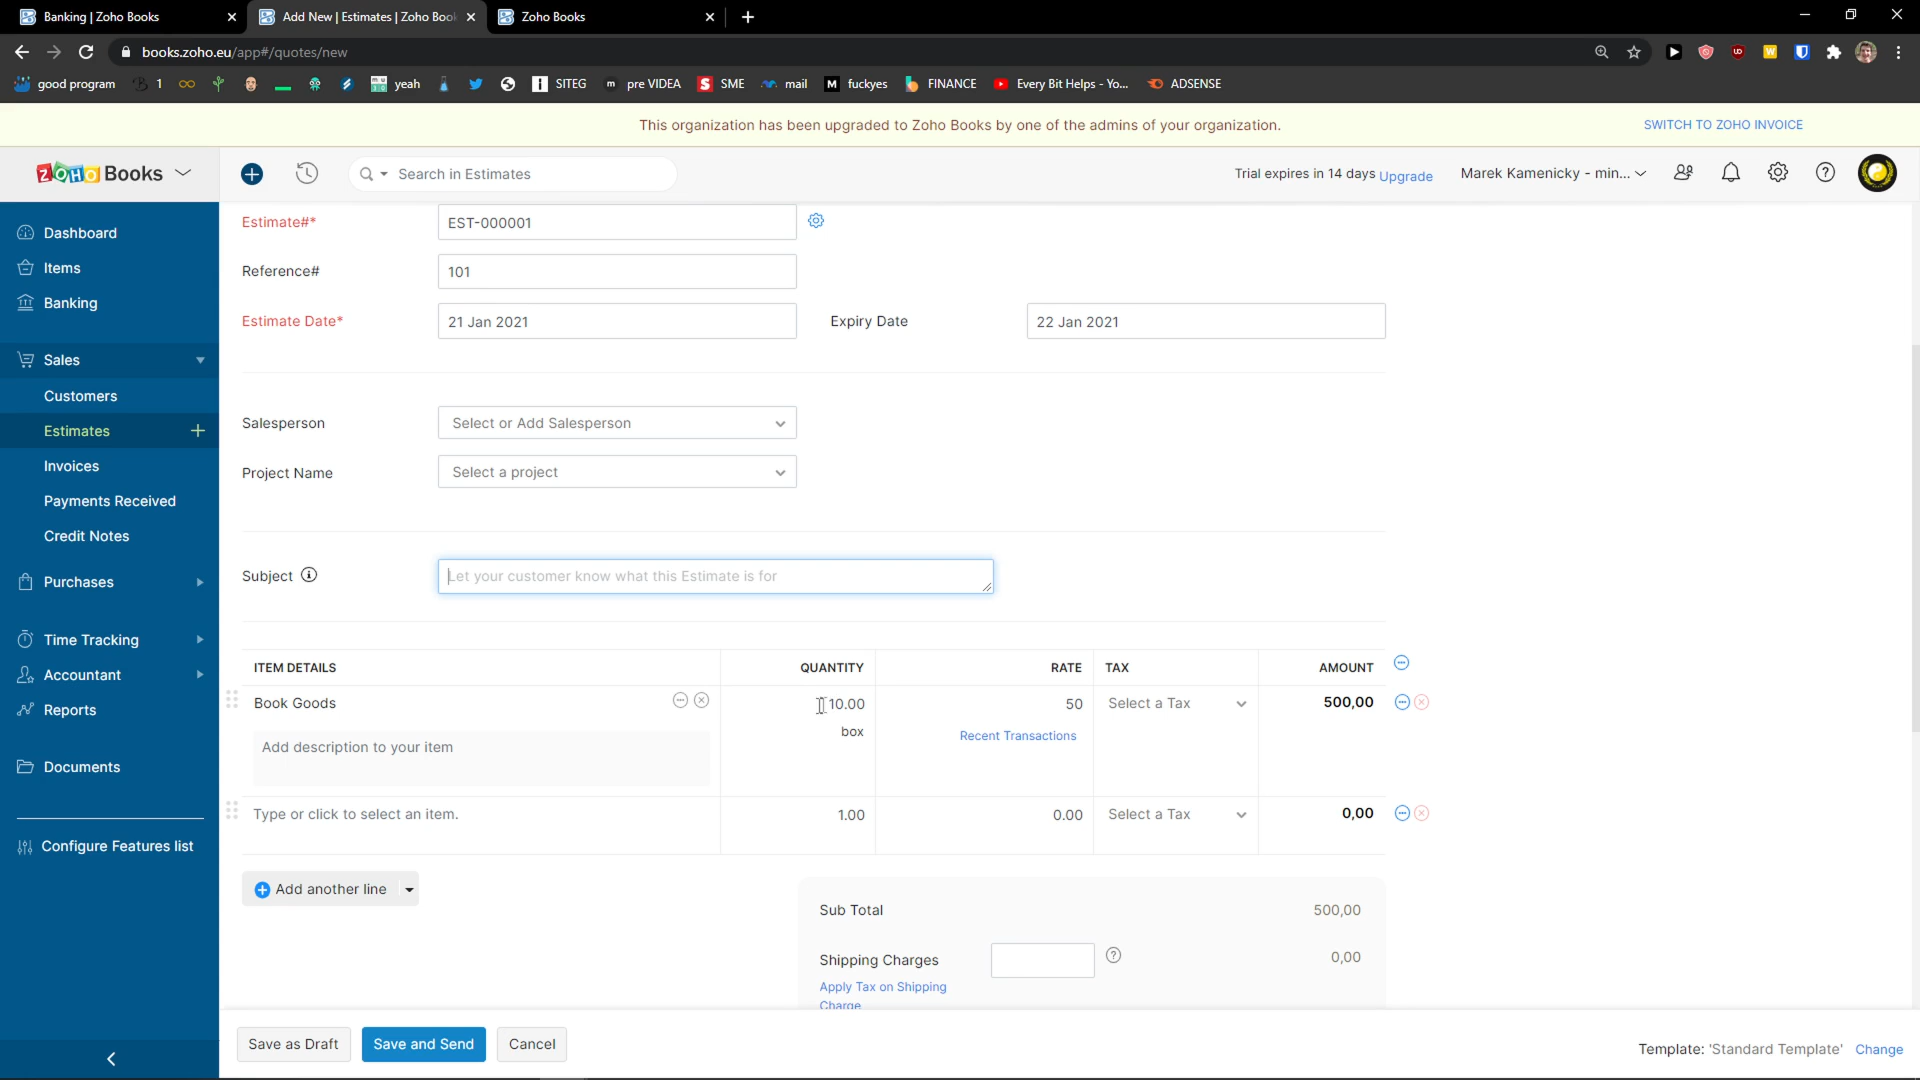 Banking | Zoho Books
Add New | Estimates | Zoho Book
Zoho Books
books.zoho.eu/app#/quotes/new
good program
1
yeah
SITEG
pre VIDEA
SME
mail
fuckyes
FINANCE
Every Bit Helps - Yo...
ADSENSE
This organization has been upgraded to Zoho Books by one of the admins of your organization.
SWITCH TO ZOHO INVOICE
ZOHO Books
Search in Estimates
Trial expires in 14 days Upgrade
Marek Kamenicky - min...
Dashboard
Items
Banking
Sales
Customers
Estimates
Invoices
Payments Received
Credit Notes
Purchases
Time Tracking
Accountant
Reports
Documents
Configure Features list
Estimate#*
EST-000001
Reference#
101
Estimate Date*
21 Jan 2021
Expiry Date
22 Jan 2021
Salesperson
Select or Add Salesperson
Project Name
Select a project
Subject
Let your customer know what this Estimate is for
ITEM DETAILS
QUANTITY
RATE
TAX
AMOUNT
Book Goods
10.00
50
Select a Tax
500,00
box
Recent Transactions
Add description to your item
Type or click to select an item.
1.00
0.00
Select a Tax
0,00
Add another line
Sub Total
500,00
Shipping Charges
0,00
Apply Tax on Shipping
Charge
Save as Draft
Save and Send
Cancel
Template: 'Standard Template' Change